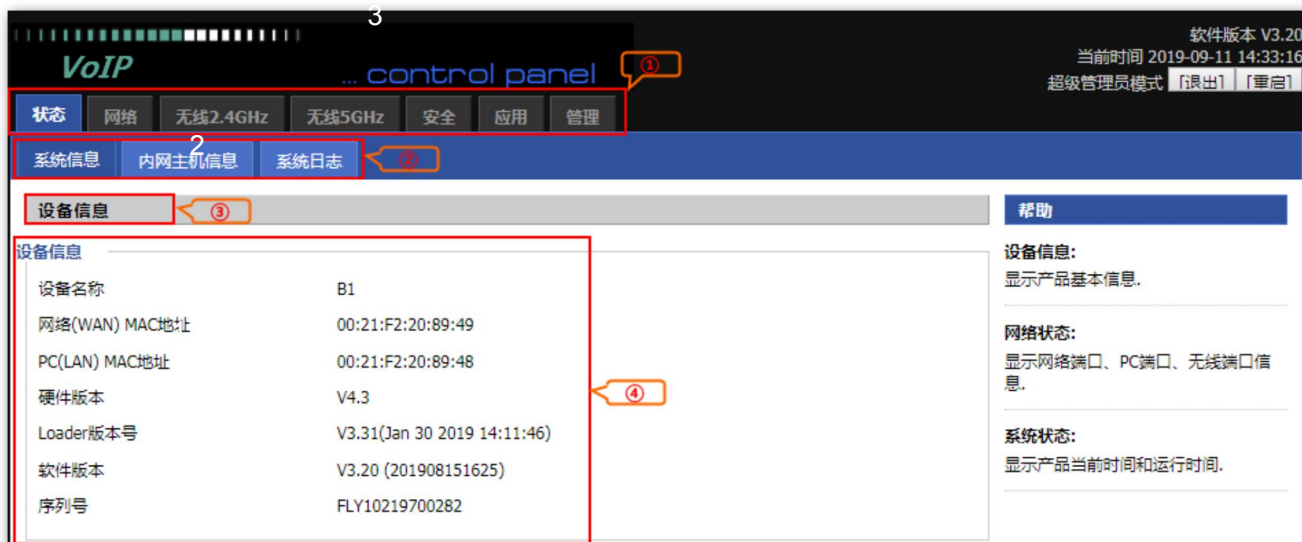 3
软件版本 V3.20
VoIP
... control panel
①
当前时间 2019-09-11 14:33:16
超级管理员模式 「退出」 「重启」
状态 网络 无线2.4GHz 无线5GHz 安全 应用 管理
2
系统信息 内网主机信息 系统日志 ②
设备信息 ③
帮助
设备信息
设备名称 B1
网络(WAN) MAC地址 00:21:F2:20:89:49
PC(LAN) MAC地址 00:21:F2:20:89:48
硬件版本 V4.3
④
Loader版本号 V3.31(Jan 30 2019 14:11:46)
软件版本 V3.20 (201908151625)
序列号 FLY10219700282
设备信息:
显示产品基本信息.
网络状态:
显示网络端口、PC端口、无线端口信
息.
系统状态:
显示产品当前时间和运行时间.